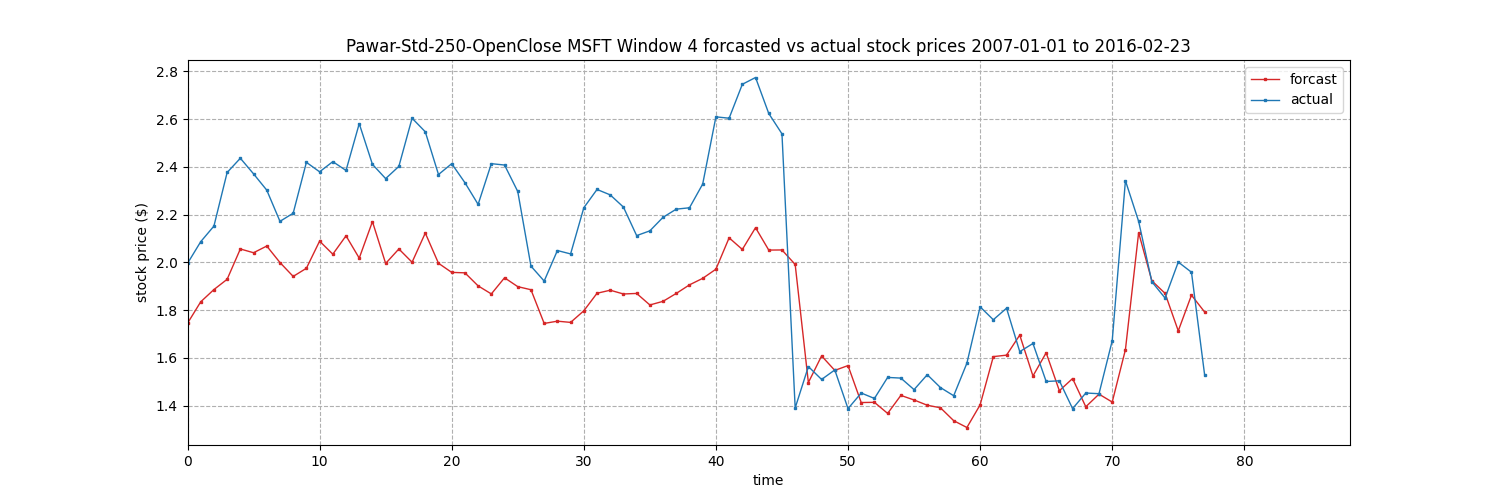 Pawar-Std-250-OpenClose MSFT Window 4 forcasted vs actual stock prices 2007-01-01 to 2016-02-23
forcast
actual
stock price ($)
2.8
2.6
2.4
2.2
2.0
1.8
1.6
1.4
0 10 20 30 40 50 60 70 80
time